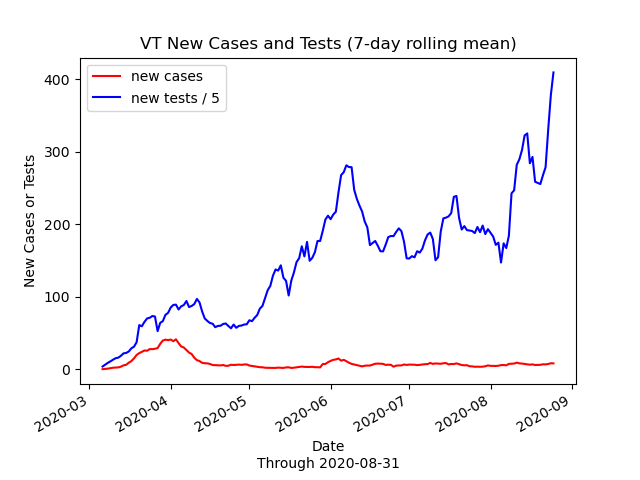 VT New Cases and Tests (7-day rolling mean)
new cases
new tests / 5
New Cases or Tests
400
300
200
100
0
2020-03
2020-04
2020-05
2020-06
2020-07
2020-08
2020-09
Date
Through 2020-08-31